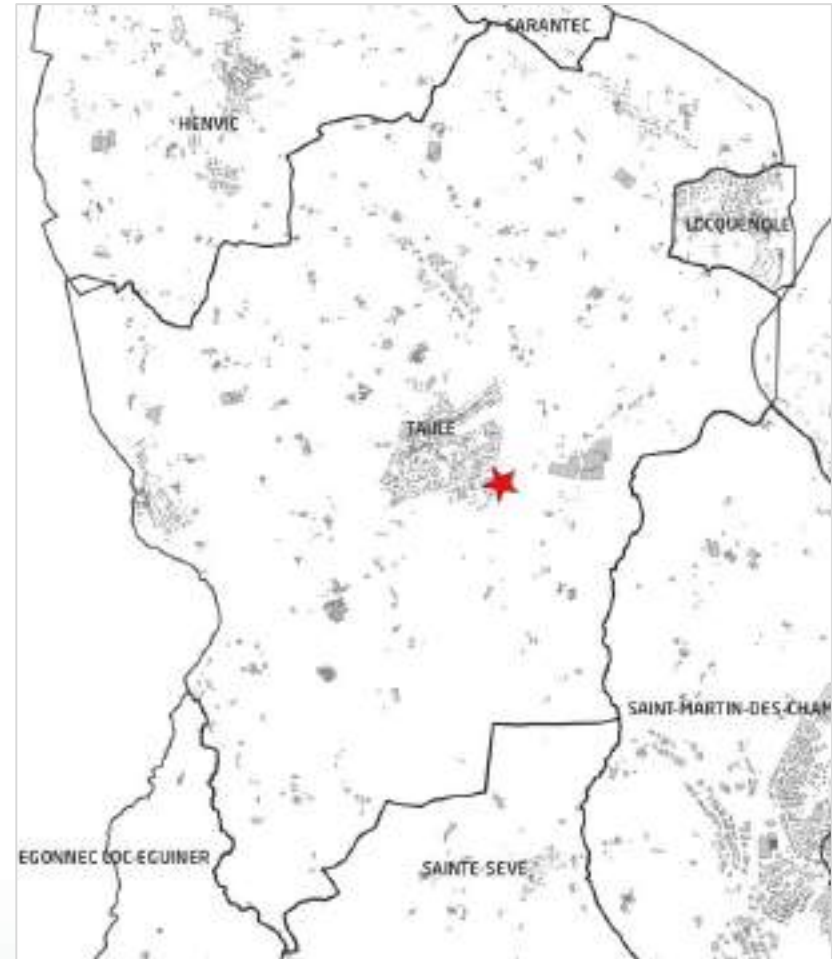 CARANTEC
HENVIC
LOCQUENOLE
TAULE
SAINT-MARTIN-DES-CHAM
EGONNEC LOC-EGUINER
SAINTE-SEVE